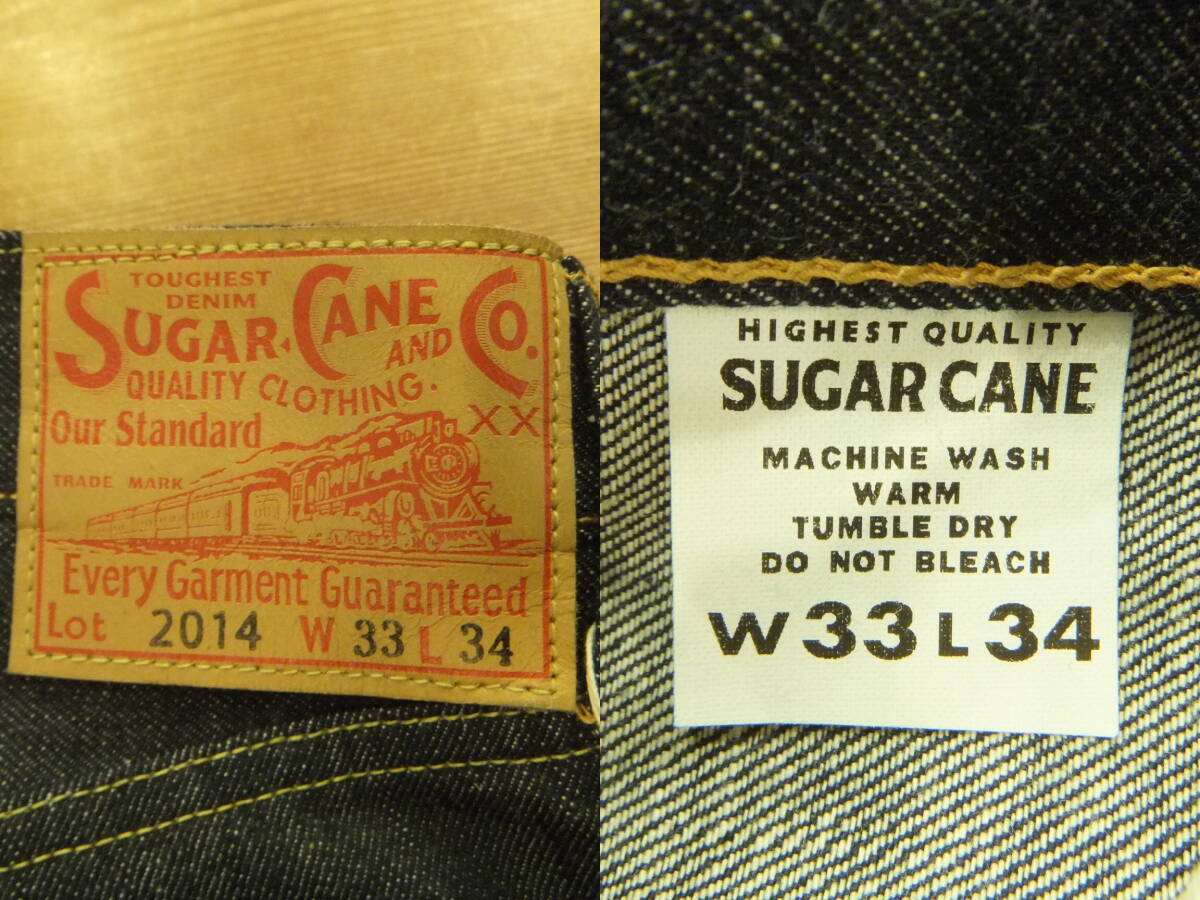 TOUGHEST
DENIM
SUGAR CANE CO.
AND
QUALITY CLOTHING.
Our Standard
XX
TRADE MARK
Every Garment Guaranteed
Lot 2014 W 33 L 34
HIGHEST QUALITY
SUGAR CANE
MACHINE WASH
WARM
TUMBLE DRY
DO NOT BLEACH
W 33 L 34